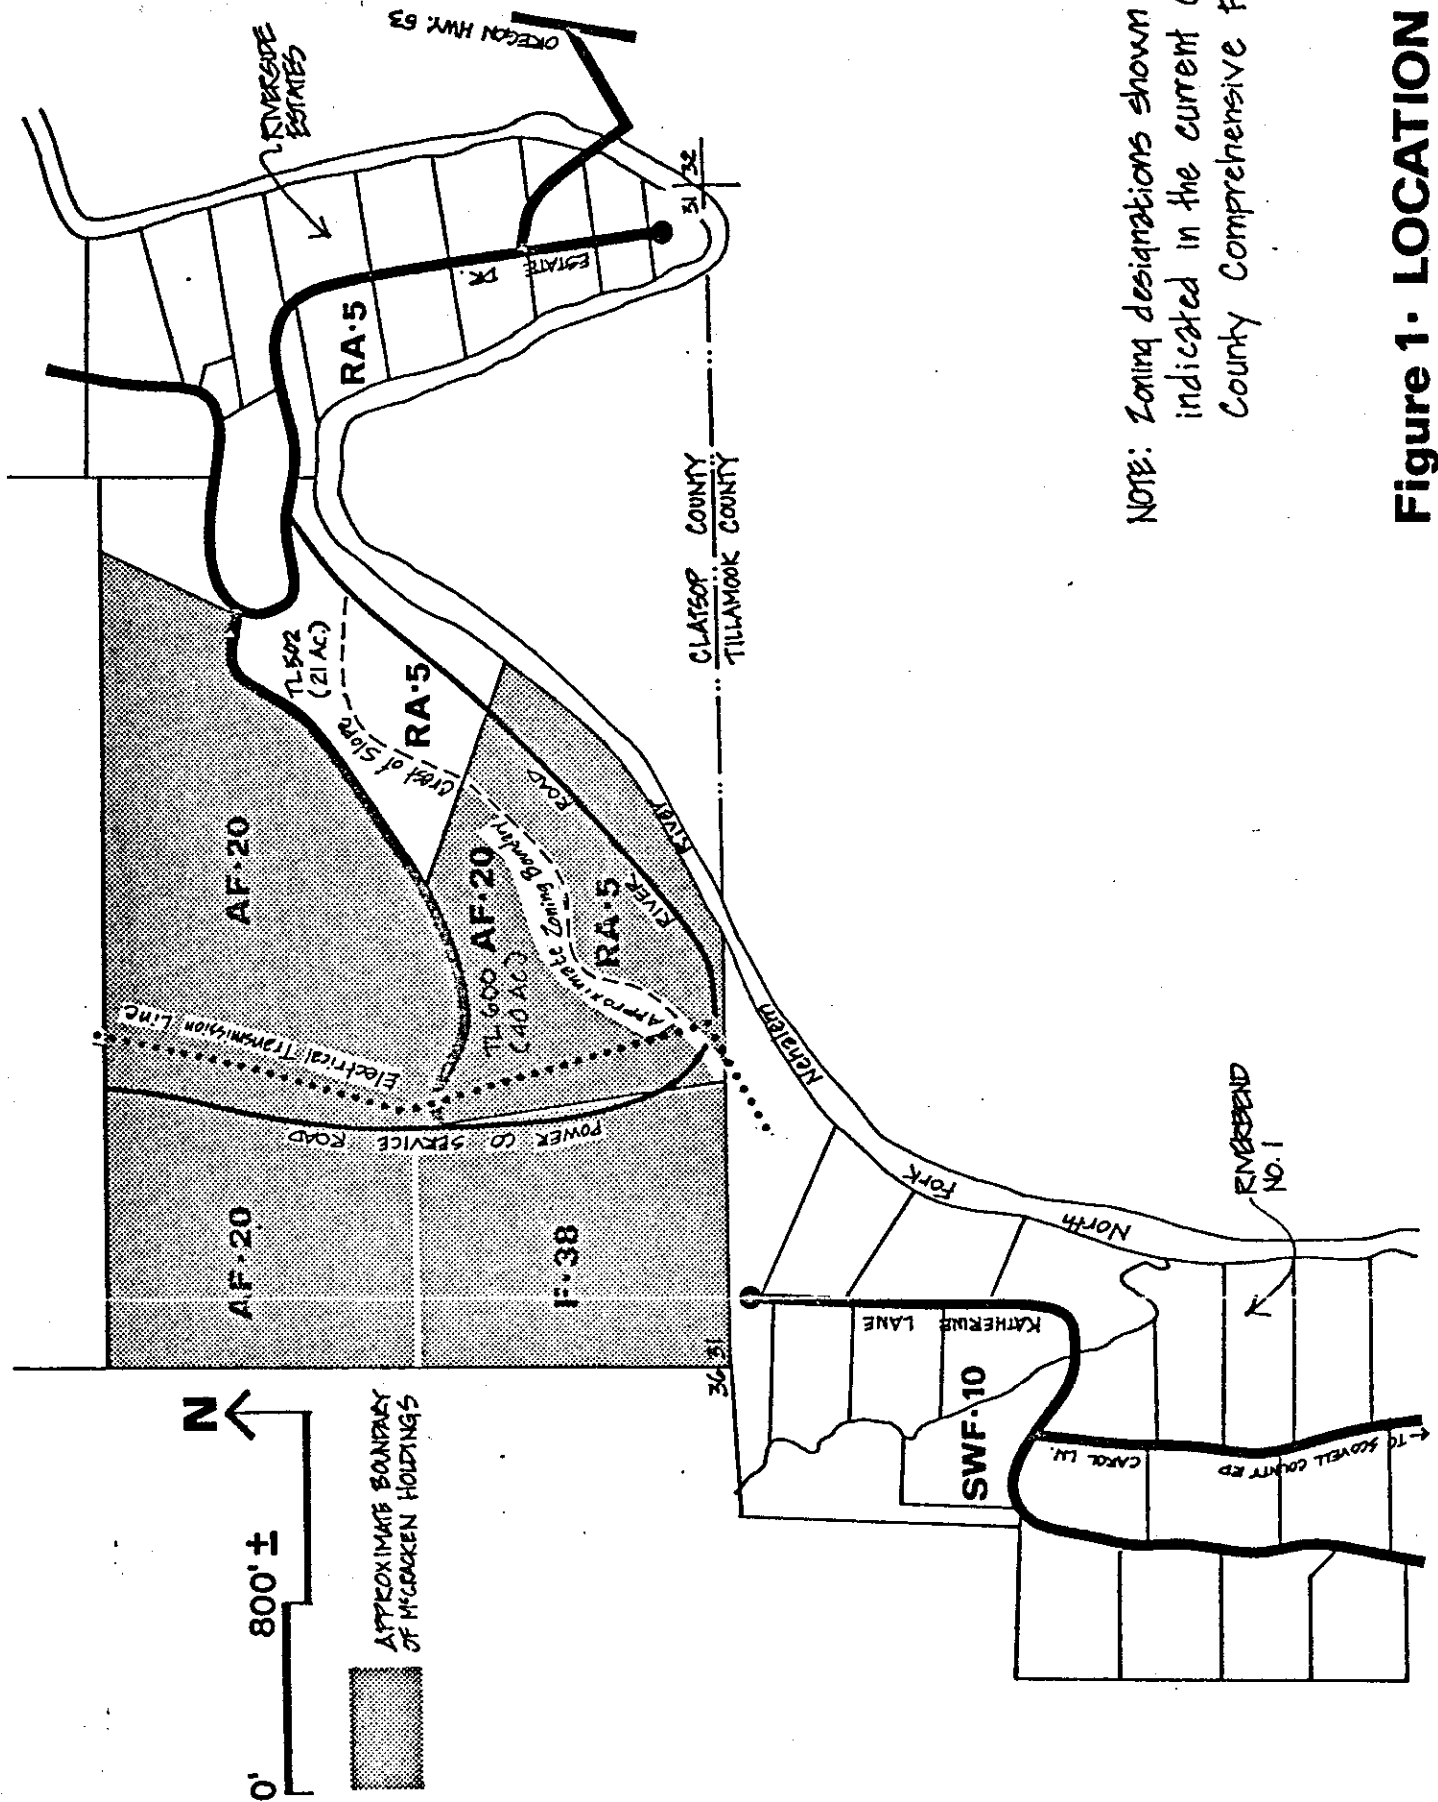 OREGON HWY. 53
RIVERSIDE
ESTATES
31 32
ESTATE DR.
RA·5
CLATSOP COUNTY
TILLAMOOK COUNTY
TL 502
(21 Ac.)
RA·5
Crest of Slope
AF·20
TL 600 AF·20
(40 Ac.)
Approximate Zoning Boundry
RA·5
RIVER ROAD
Electrical Transmission Line
POWER CO SERVICE ROAD
AF·20
F·38
36 31
North Fork Nehalem River
KATHERINE LANE
SWF·10
CAROL LN.
← TO SCOVELL COUNTY RD
RIVERBEND
NO. 1
N
0' 800'±
APPROXIMATE BOUNDARY
OF McCRACKEN HOLDINGS
NOTE: Zoning designations shown
indicated in the current
County Comprehensive
Figure 1· LOCATION